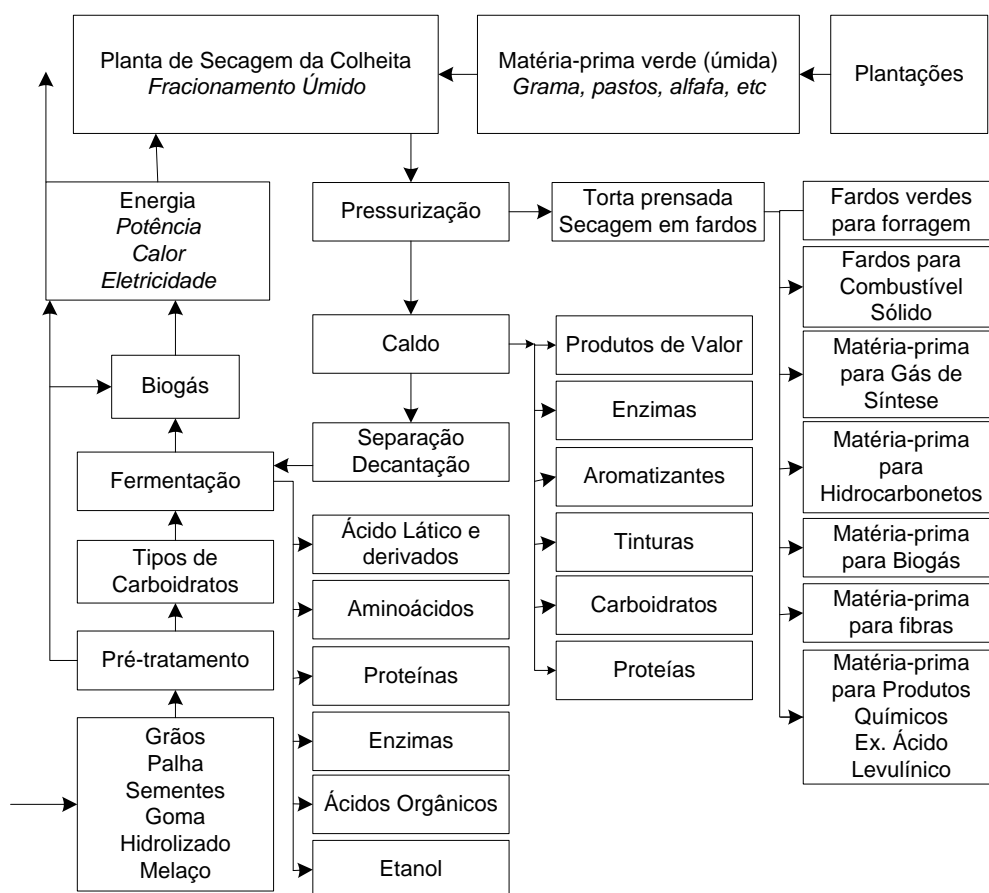 Planta de Secagem da Colheita
Fracionamento Úmido
Matéria-prima verde (úmida)
Grama, pastos, alfafa, etc
Plantações
Energia
Potência
Calor
Eletricidade
Pressurização
Torta prensada
Secagem em fardos
Fardos verdes
para forragem
Fardos para
Combustível
Sólido
Caldo
Produtos de Valor
Matéria-prima
para Gás de
Síntese
Biogás
Enzimas
Separação
Decantação
Fermentação
Aromatizantes
Matéria-prima
para
Hidrocarbonetos
Ácido Lático e
derivados
Tinturas
Matéria-prima
para Biogás
Tipos de
Carboidratos
Aminoácidos
Carboidratos
Matéria-prima
para fibras
Pré-tratamento
Proteínas
Proteías
Matéria-prima
para Produtos
Químicos
Ex. Ácido
Levulínico
Grãos
Palha
Sementes
Goma
Hidrolizado
Melaço
Enzimas
Ácidos Orgânicos
Etanol